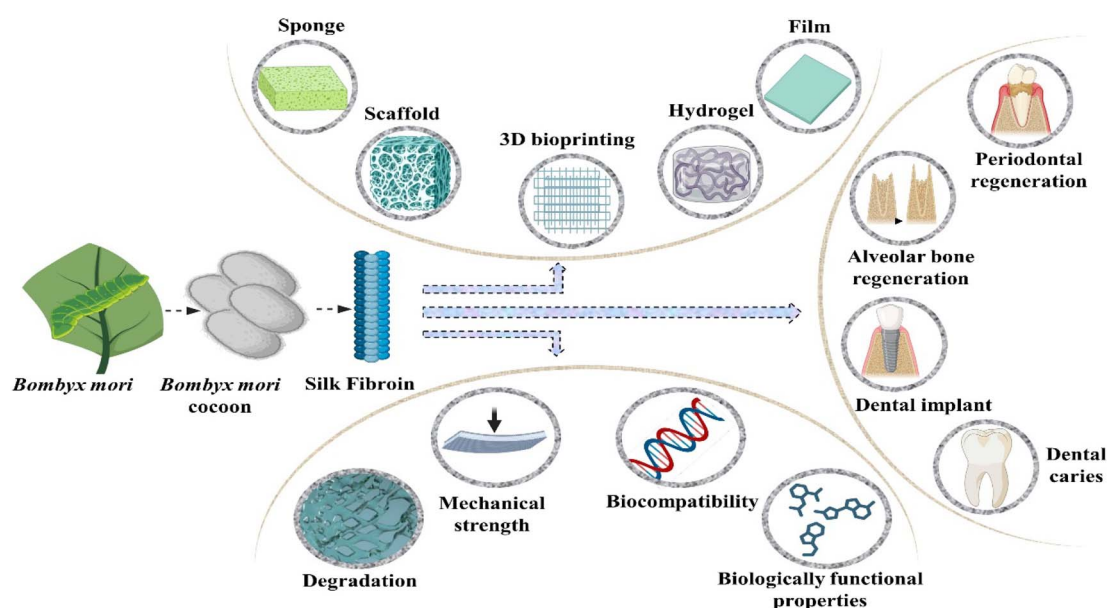 Sponge
Scaffold
3D bioprinting
Hydrogel
Film
Periodontal
regeneration
Alveolar bone
regeneration
Dental implant
Dental
caries
Bombyx mori
Bombyx mori
cocoon
Silk Fibroin
Degradation
Mechanical
strength
Biocompatibility
Biologically functional
properties